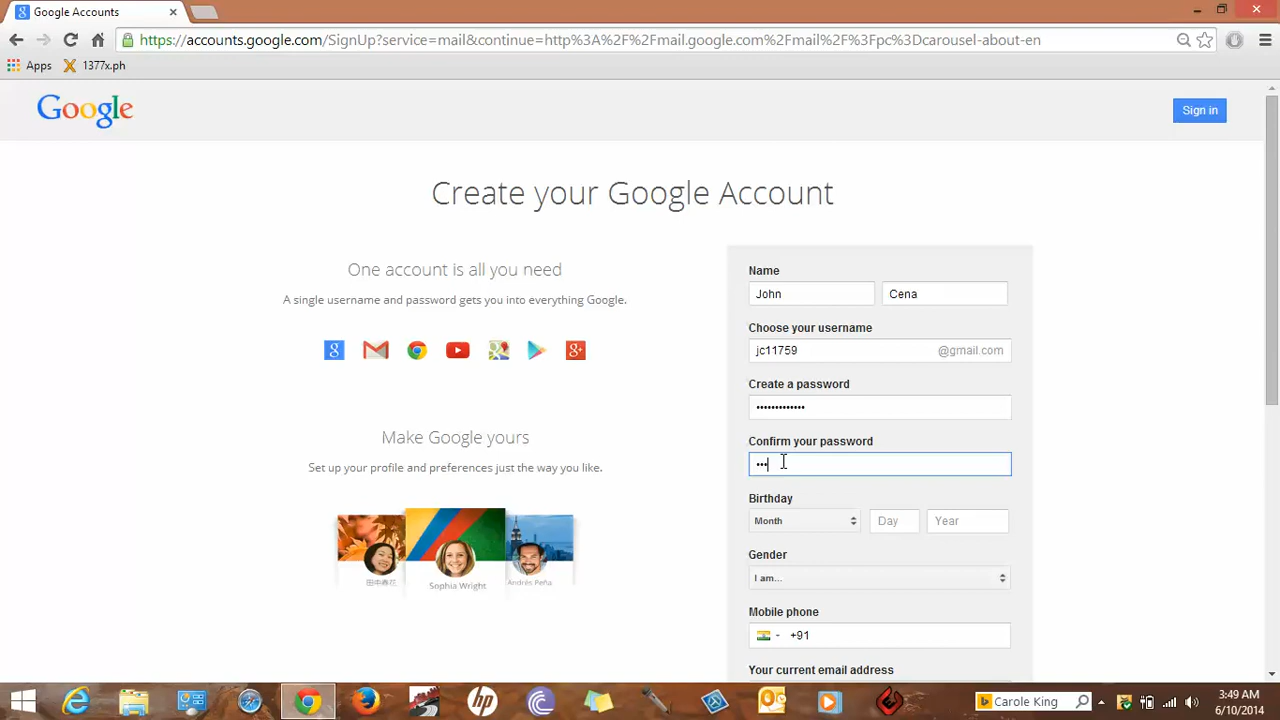 Google Accounts
https://accounts.google.com/SignUp?service=mail&continue=http%3A%2F%2Fmail.google.com%2Fmail%2F%3Fpc%3Dcarousel-about-en
Apps 1377x.ph
Google
Sign in
Create your Google Account
One account is all you need
A single username and password gets you into everything Google.
Make Google yours
Set up your profile and preferences just the way you like.
田中春花
Sophia Wright
Andrés Peña
Name
John Cena
Choose your username
jc11759 @gmail.com
Create a password
•••••••••••••
Confirm your password
•••
Birthday
Month Day Year
Gender
I am...
Mobile phone
+91
Your current email address
hp
Carole King
3:49 AM
6/10/2014